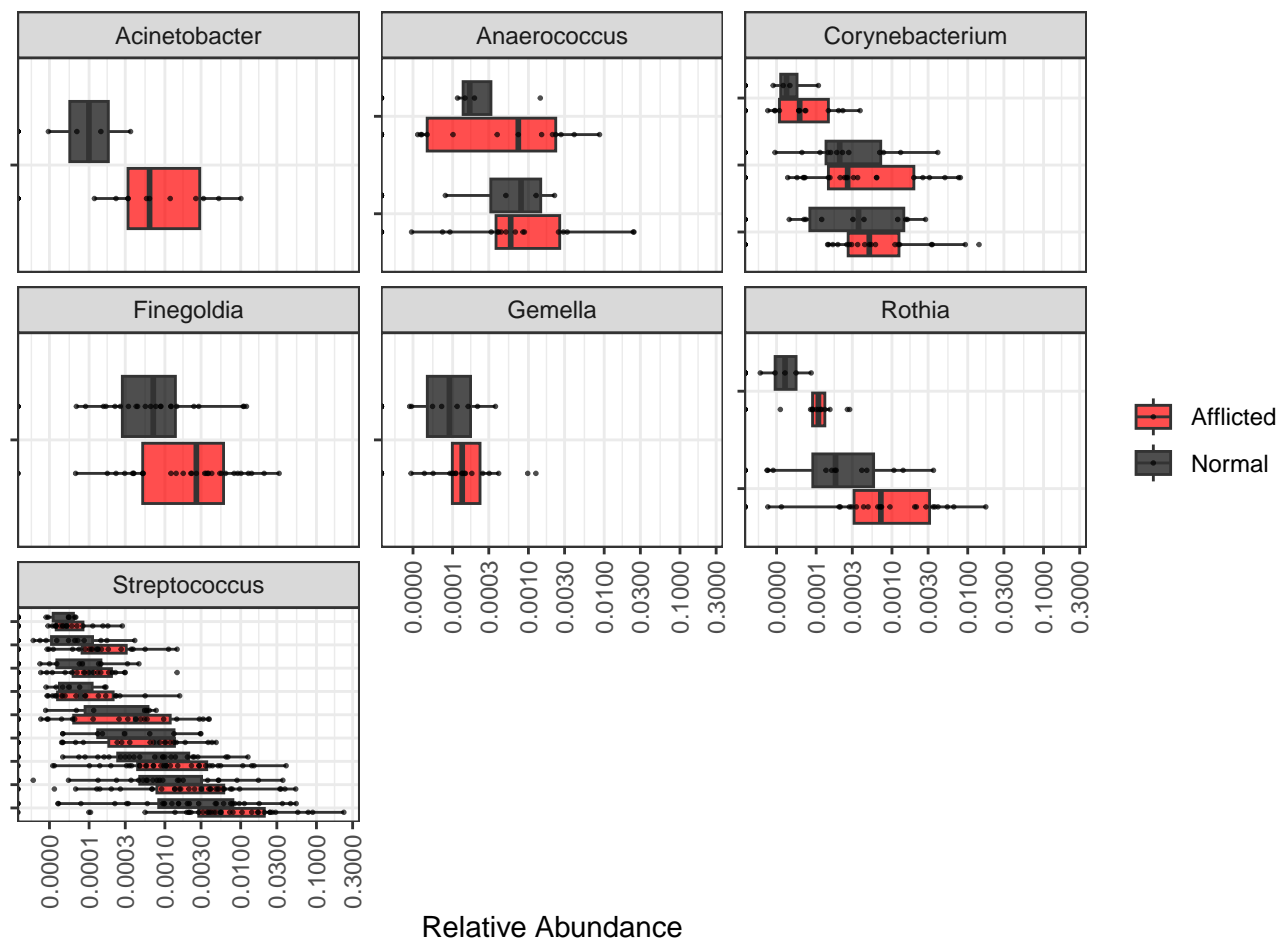 Acinetobacter
Anaerococcus
Corynebacterium
Finegoldia
Gemella
Rothia
Afflicted
Normal
0.0000 0.0001 0.0003 0.0010 0.0030 0.0100 0.1000 0.0300 0.3000
0.0000 0.0001 0.0003 0.0010 0.0030 0.0100 0.0300 0.1000 0.3000
Streptococcus
0.0000 0.0001 0.0003 0.0010 0.0030 0.0100 0.0300 0.1000 0.3000
Relative Abundance